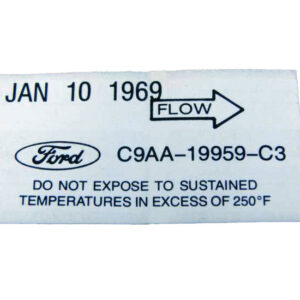 JAN 10 1969
FLOW
Ford C9AA-19959-C3
DO NOT EXPOSE TO SUSTAINED
TEMPERATURES IN EXCESS OF 250°F